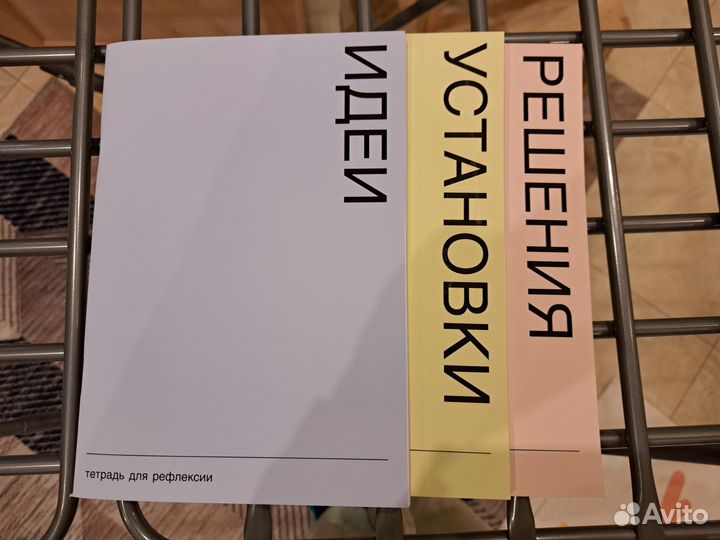 ИДЕИ
УСТАНОВКИ
РЕШЕНИЯ
тетрадь для рефлексии
Avito